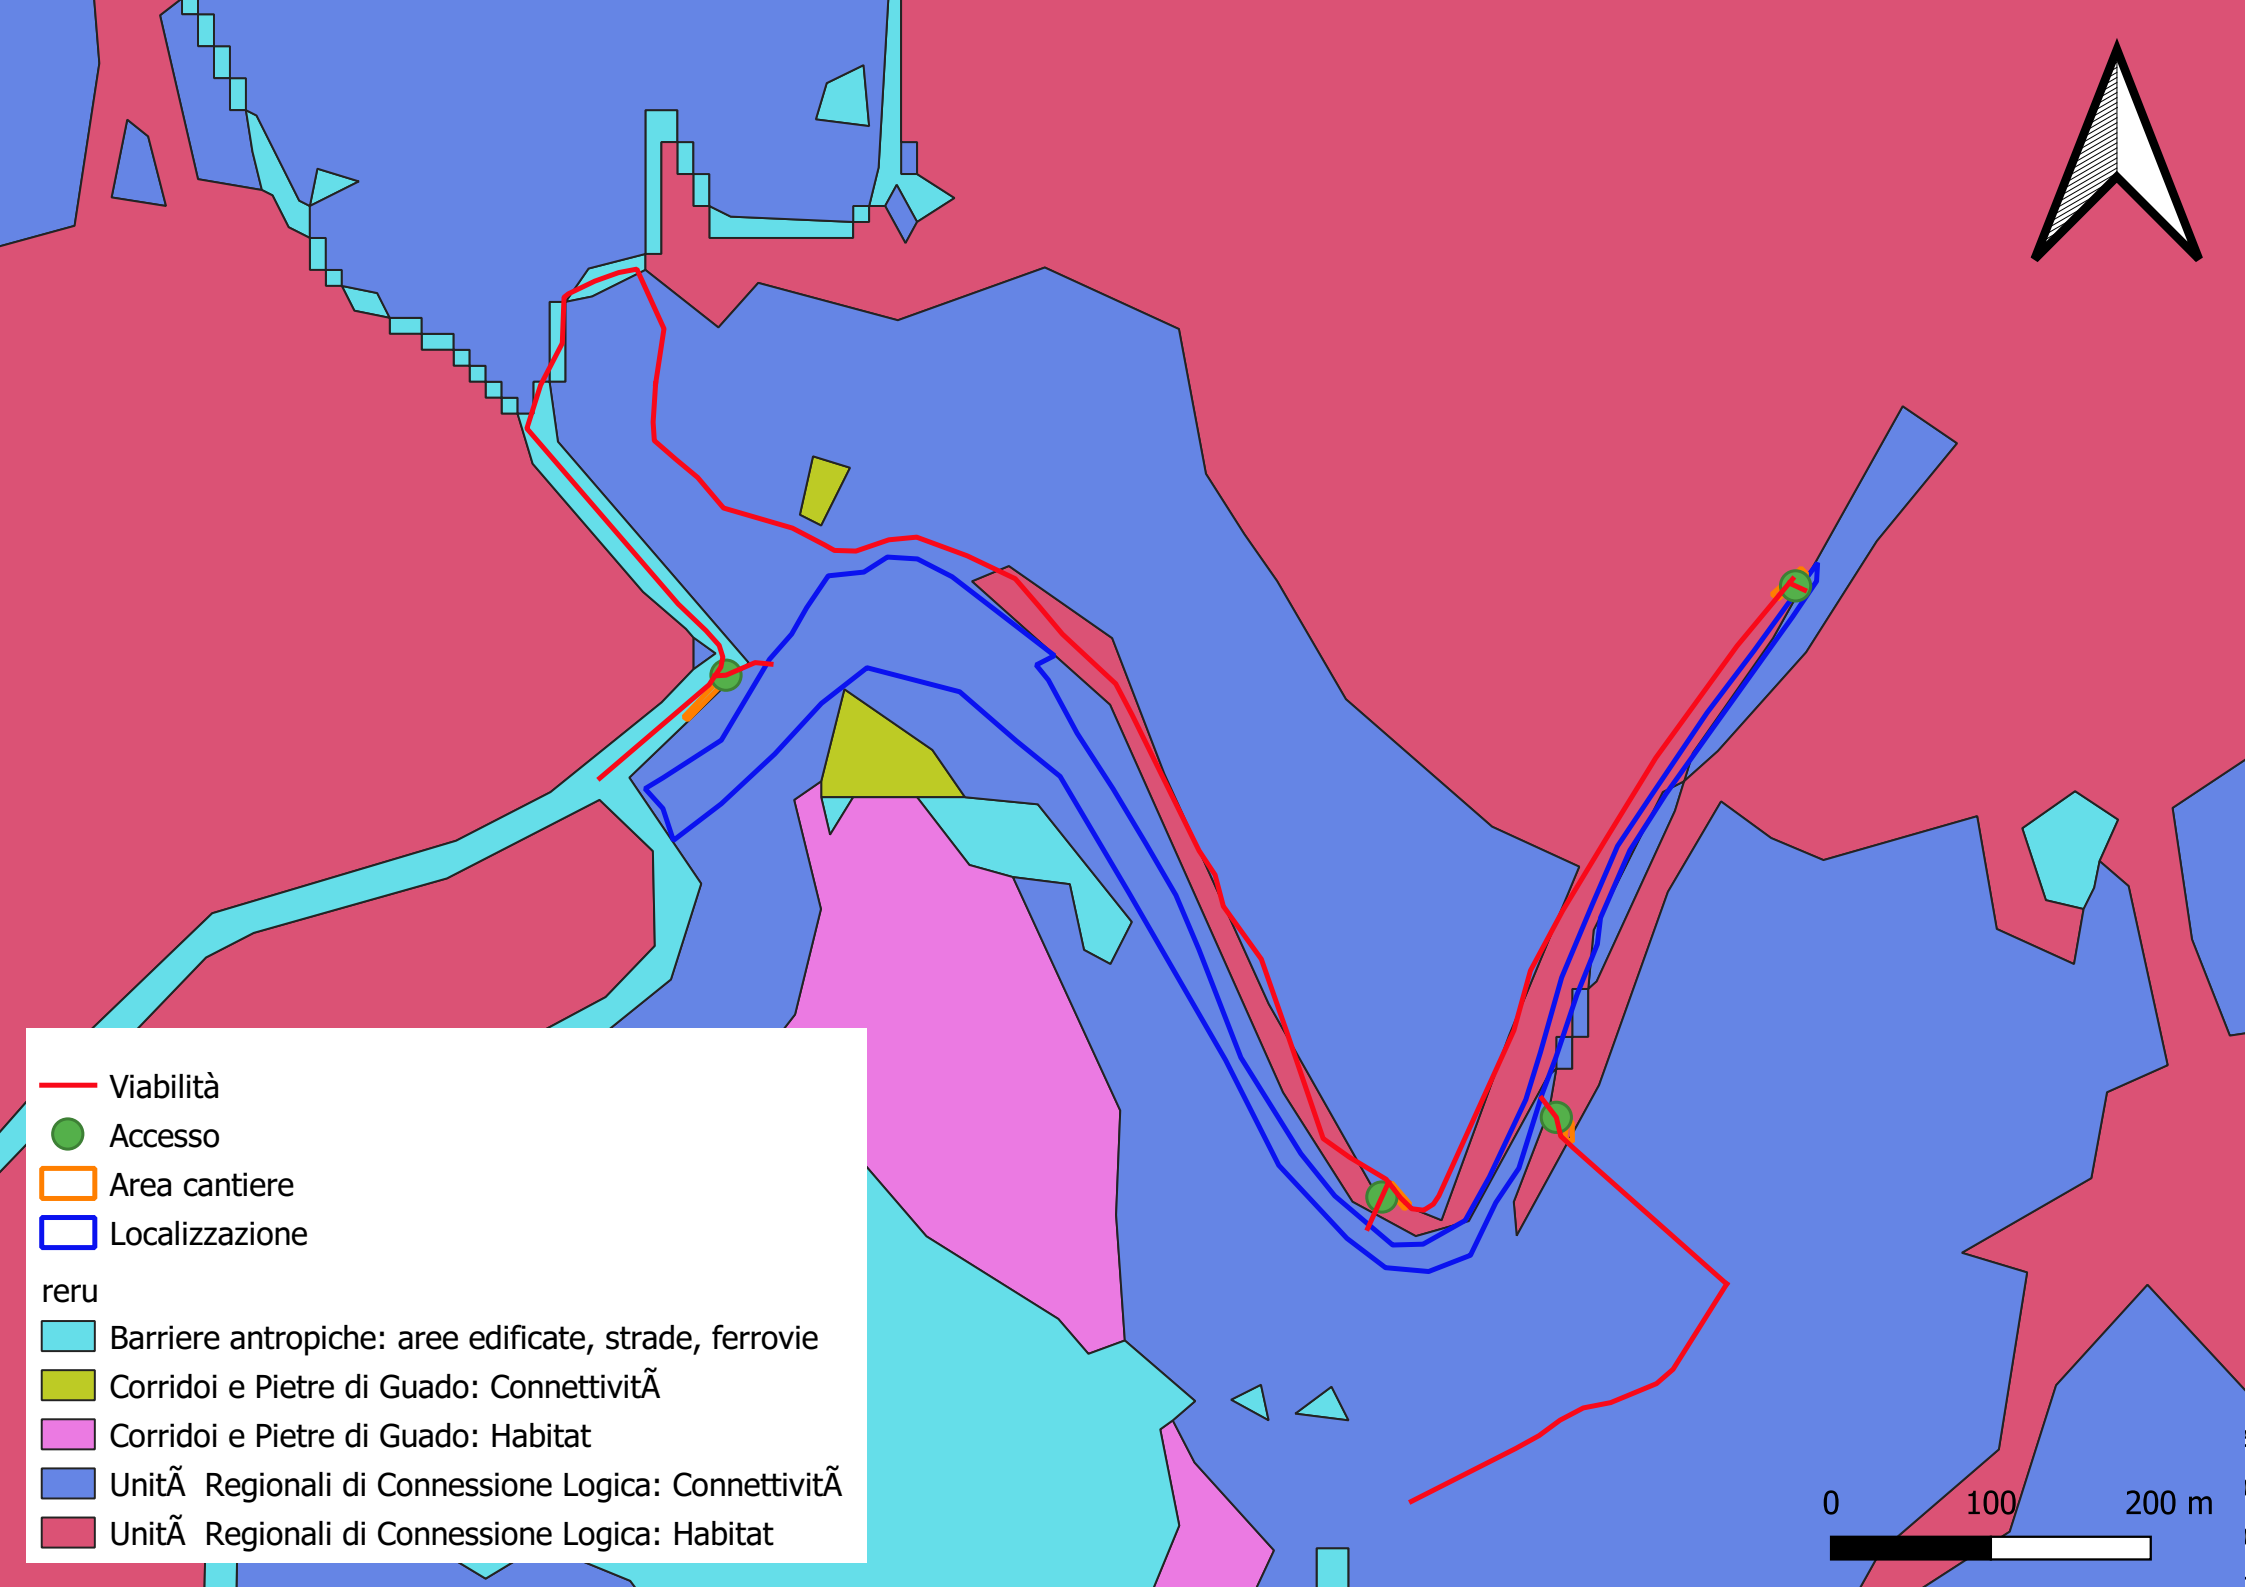 Viabilità
Accesso
Area cantiere
Localizzazione
reru
Barriere antropiche: aree edificate, strade, ferrovie
Corridoi e Pietre di Guado: ConnettivitÃ
Corridoi e Pietre di Guado: Habitat
UnitÃ  Regionali di Connessione Logica: ConnettivitÃ
UnitÃ  Regionali di Connessione Logica: Habitat
0 100 200 m